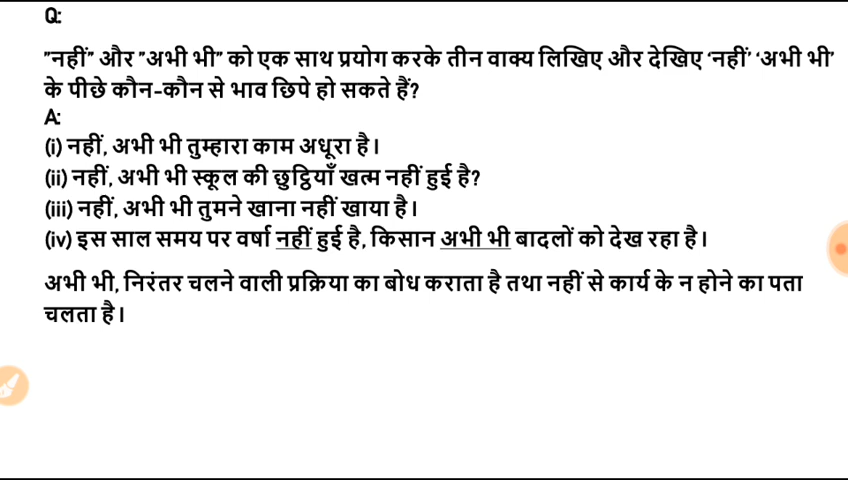 Q:
"नहीं" और "अभी भी" को एक साथ प्रयोग करके तीन वाक्य लिखिए और देखिए 'नहीं' 'अभी भी'
के पीछे कौन-कौन से भाव छिपे हो सकते हैं?
A:
(i) नहीं, अभी भी तुम्हारा काम अधूरा है।
(ii) नहीं, अभी भी स्कूल की छुट्टियाँ खत्म नहीं हुई है?
(iii) नहीं, अभी भी तुमने खाना नहीं खाया है।
(iv) इस साल समय पर वर्षा नहीं हुई है, किसान अभी भी बादलों को देख रहा है।
अभी भी, निरंतर चलने वाली प्रक्रिया का बोध कराता है तथा नहीं से कार्य के न होने का पता
चलता है।